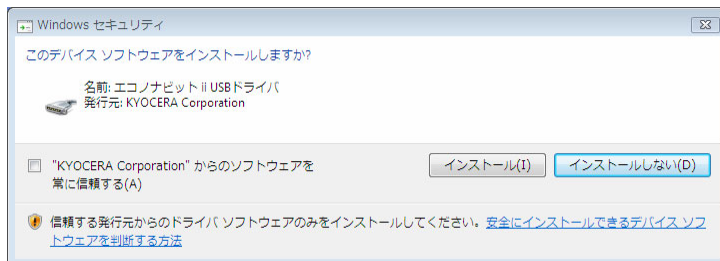 Windows セキュリティ
このデバイス ソフトウェアをインストールしますか?
名前: エコノナビット ii USBドライバ
発行元: KYOCERA Corporation
"KYOCERA Corporation" からのソフトウェアを
常に信頼する(A)
インストール(I)
インストールしない(D)
信頼する発行元からのドライバ ソフトウェアのみをインストールしてください。安全にインストールできるデバイス ソフ
トウェアを判断する方法